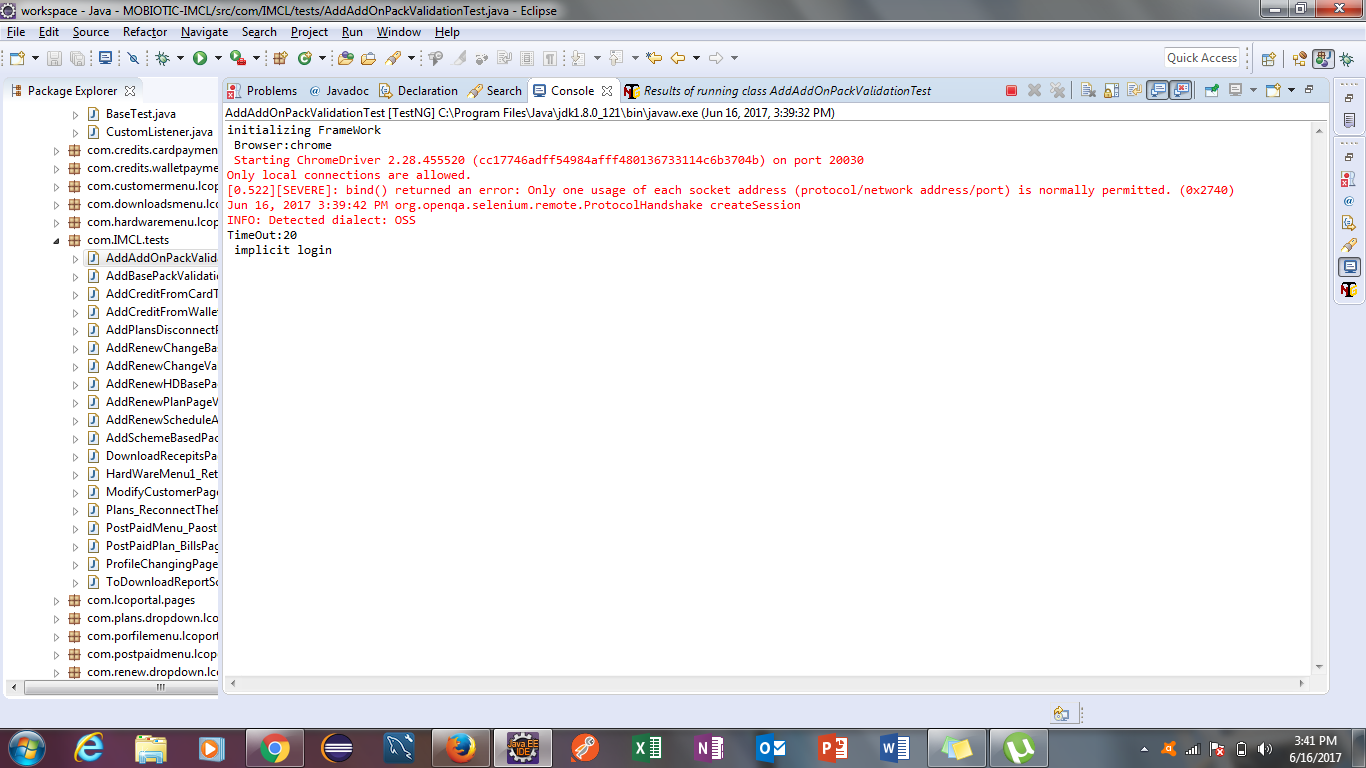 workspace - Java - MOBIOTIC-IMCL/src/com/IMCL/tests/AddAddOnPackValidationTest.java - Eclipse
File Edit Source Refactor Navigate Search Project Run Window Help
Quick Access
Package Explorer
Problems @ Javadoc Declaration Search Console Results of running class AddAddOnPackValidationTest
AddAddOnPackValidationTest [TestNG] C:\Program Files\Java\jdk1.8.0_121\bin\javaw.exe (Jun 16, 2017, 3:39:32 PM)
initializing FrameWork
Browser:chrome
Starting ChromeDriver 2.28.455520 (cc17746adff54984afff480136733114c6b3704b) on port 20030
Only local connections are allowed.
[0.522][SEVERE]: bind() returned an error: Only one usage of each socket address (protocol/network address/port) is normally permitted. (0x2740)
Jun 16, 2017 3:39:42 PM org.openqa.selenium.remote.ProtocolHandshake createSession
INFO: Detected dialect: OSS
TimeOut:20
implicit login
BaseTest.java
CustomListener.java
com.credits.cardpaymen
com.credits.walletpayme
com.customermenu.lcop
com.downloadsmenu.lc
com.hardwaremenu.lcop
com.IMCL.tests
AddAddOnPackValid
AddBasePackValidati
AddCreditFromCardT
AddCreditFromWalle
AddPlansDisconnectP
AddRenewChangeBa
AddRenewChangeVa
AddRenewHDBasePa
AddRenewPlanPageV
AddRenewScheduleA
AddSchemeBasedPac
DownloadRecepitsPa
HardWareMenu1_Ret
ModifyCustomerPage
Plans_ReconnectTheP
PostPaidMenu_Paost
PostPaidPlan_BillsPag
ProfileChangingPage
ToDownloadReportSc
com.lcoportal.pages
com.plans.dropdown.lco
com.porfilemenu.lcoport
com.postpaidmenu.lcop
com.renew.dropdown.lcc
Java EE
IDE
3:41 PM
6/16/2017